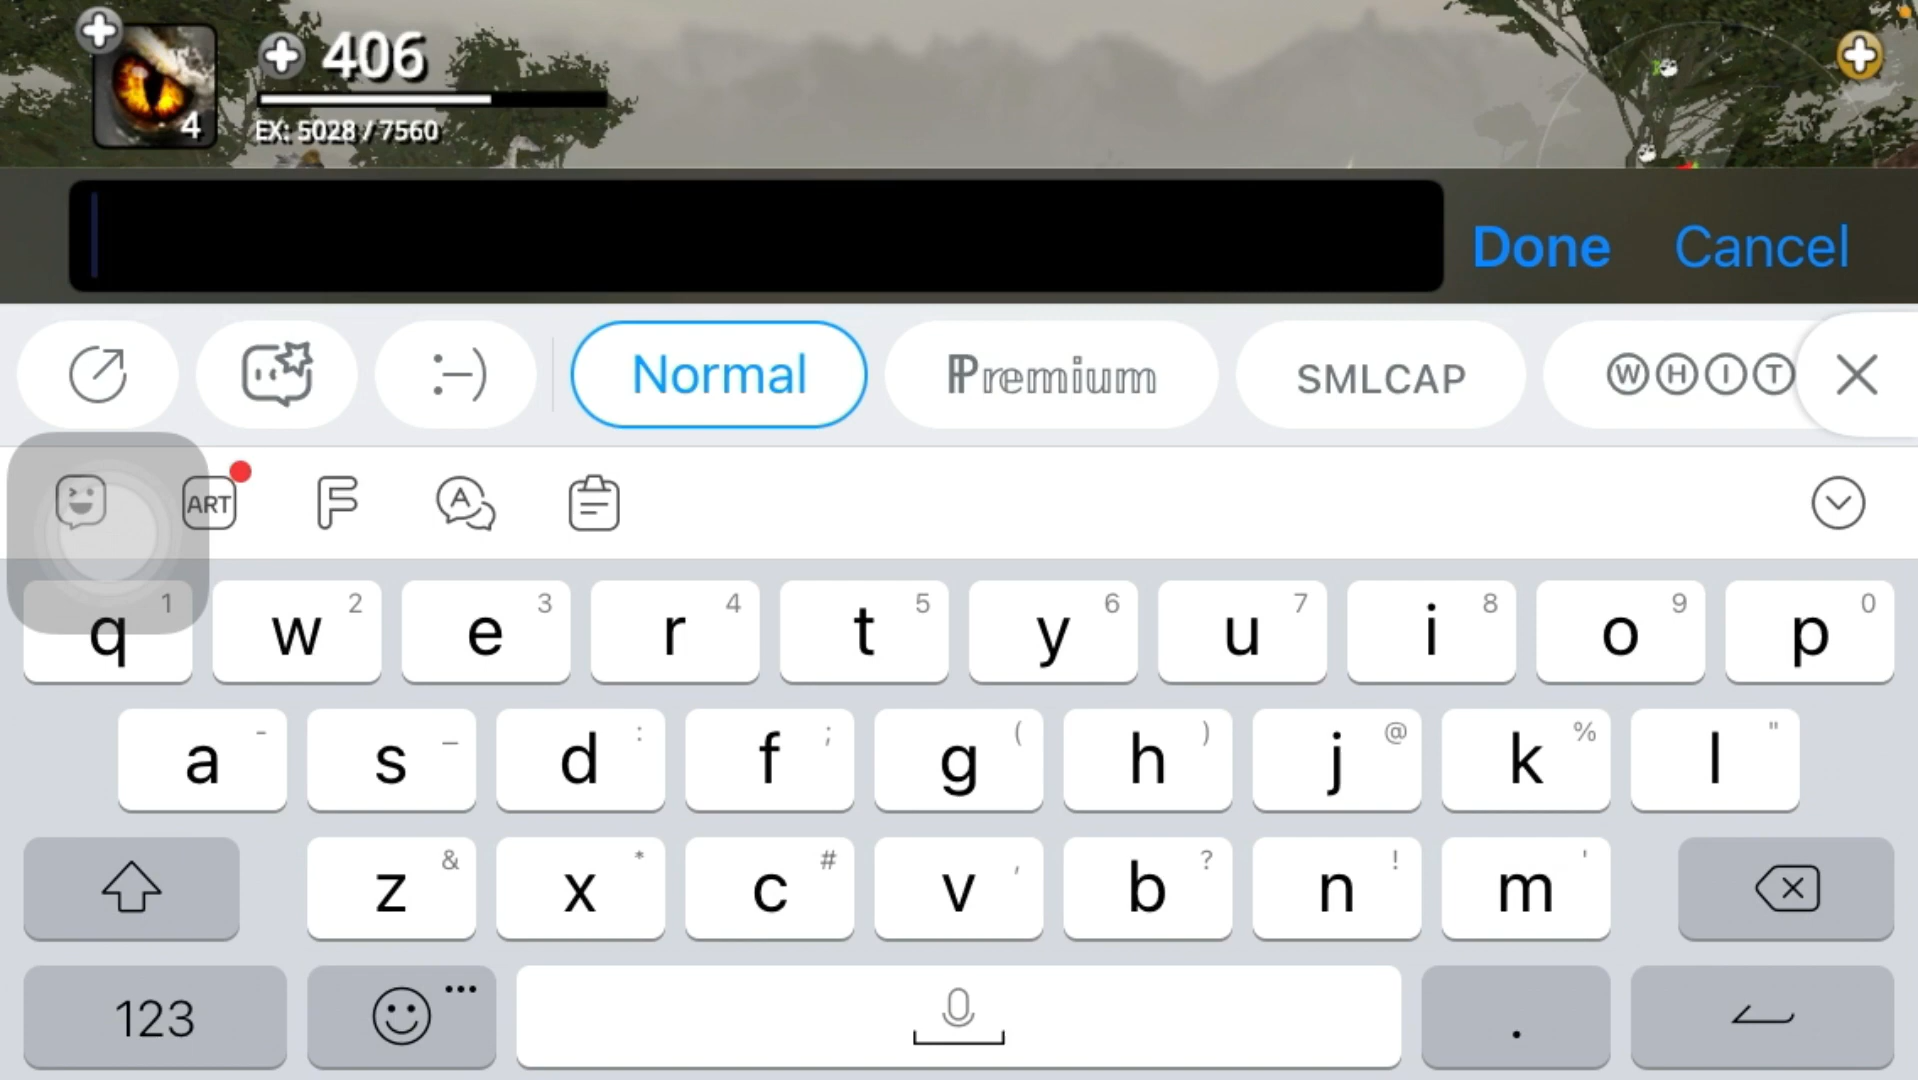 406
4
EX: 5028 / 7560
Done Cancel
:-) Normal Premium SMLCAP ⓌⒽⒾⓉ
ART F A
q 1 w 2 e 3 r 4 t 5 y 6 u 7 i 8 o 9 p 0
a - s _ d : f ; g ( h ) j @ k % l "
z & x * c # v , b ? n ! m '
123 .